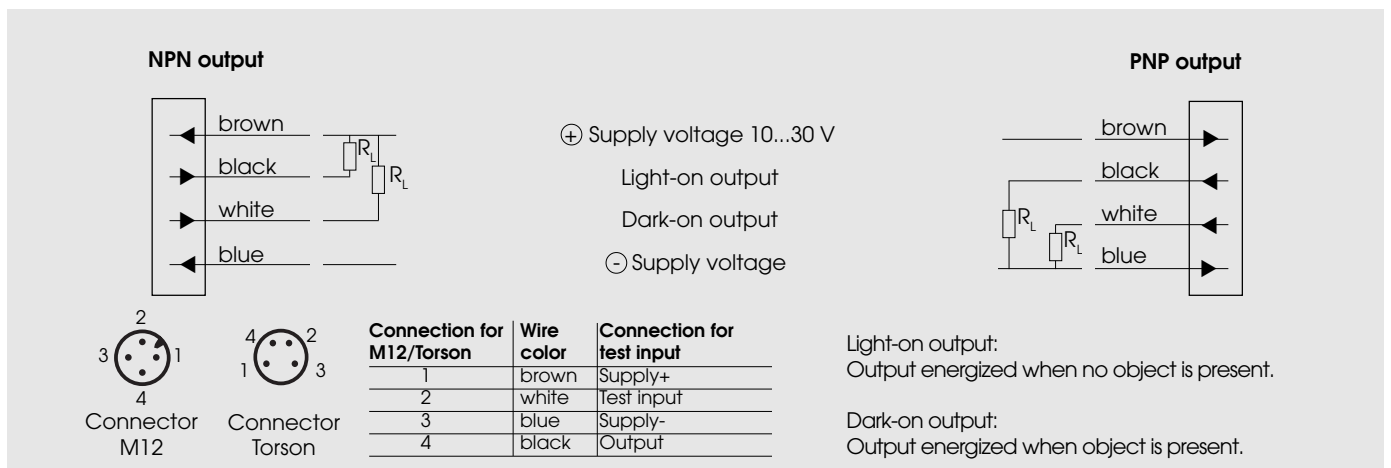 NPN output
PNP output
brown
black
white
blue
R_L
R_L
+ Supply voltage 10...30 V
Light-on output
Dark-on output
- Supply voltage
brown
black
white
blue
R_L
R_L
2
3
1
4
Connector
M12
4
2
1
3
Connector
Torson
Connection for M12/Torson | Wire color | Connection for test input
1 | brown | Supply+
2 | white | Test input
3 | blue | Supply-
4 | black | Output
Light-on output:
Output energized when no object is present.
Dark-on output:
Output energized when object is present.